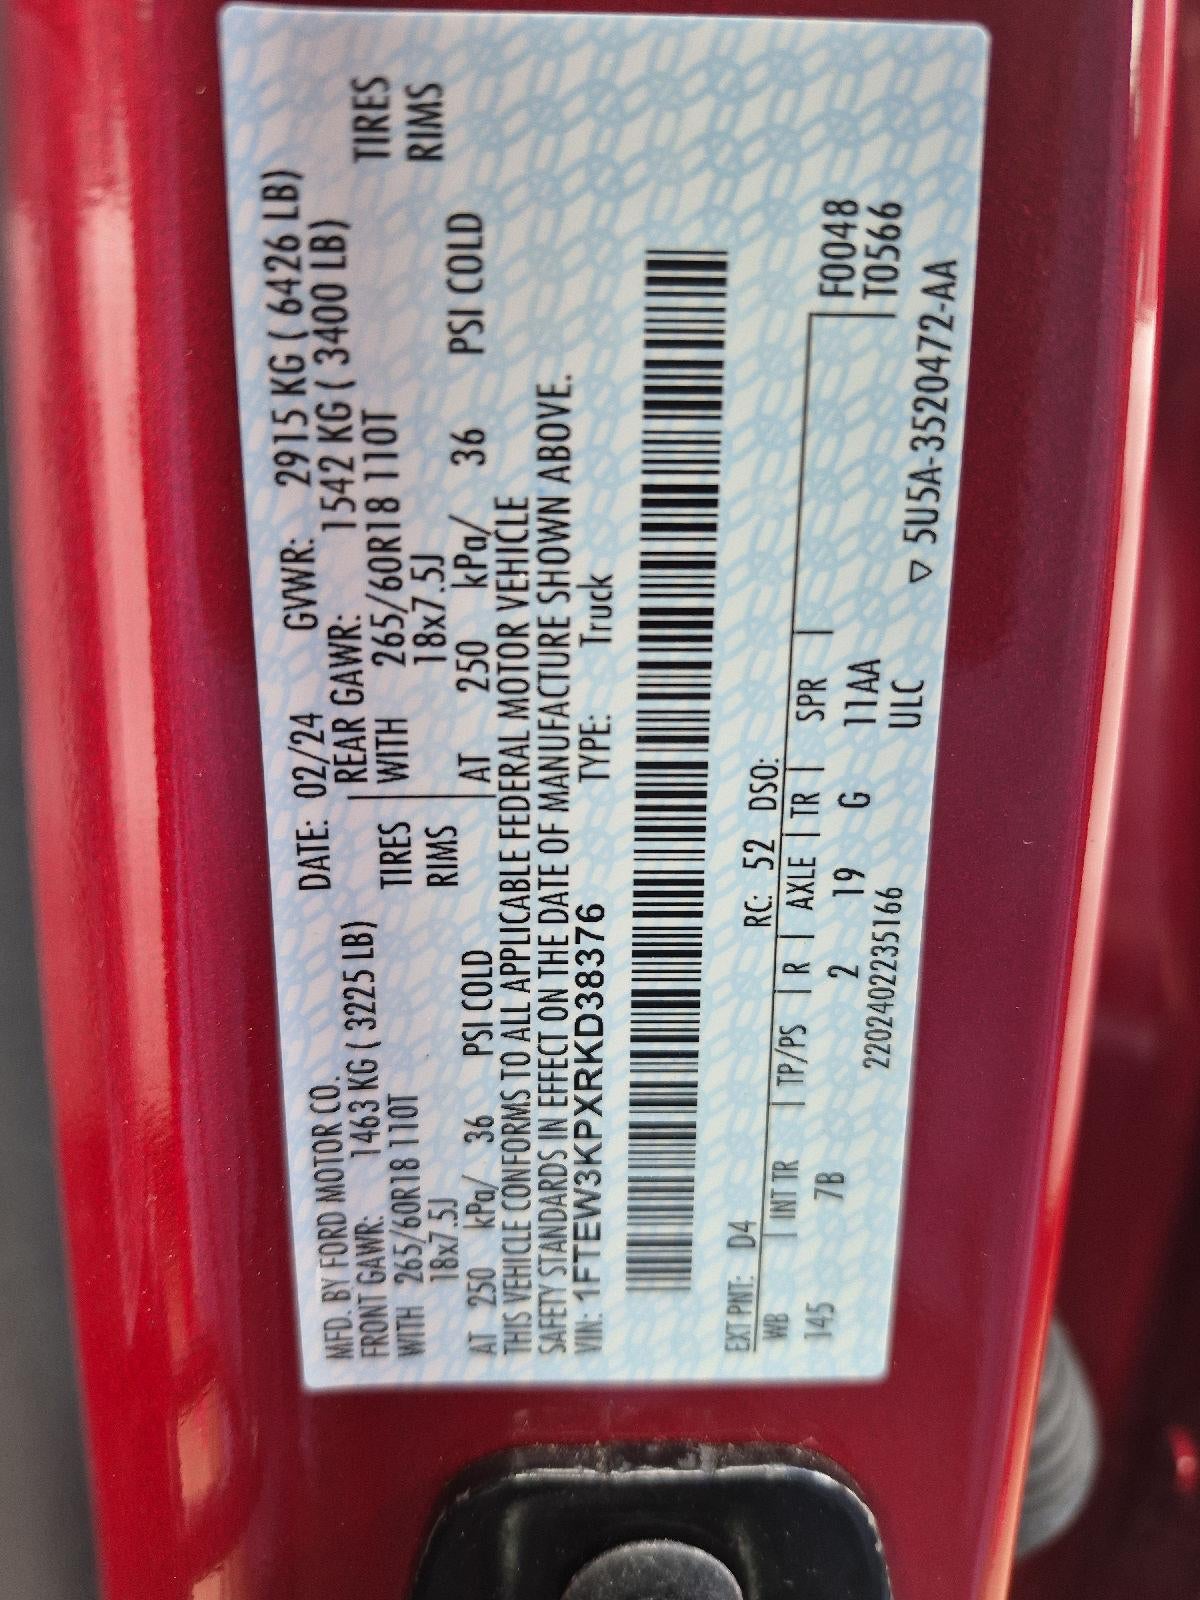 MFD. BY FORD MOTOR CO.
DATE: 02/24 GVWR: 2915 KG ( 6426 LB)
FRONT GAWR: 1463 KG ( 3225 LB) REAR GAWR: 1542 KG ( 3400 LB)
WITH 265/60R18 110T TIRES WITH 265/60R18 110T TIRES
18x7.5J RIMS 18x7.5J RIMS
AT 250 kPa/ 36 PSI COLD AT 250 kPa/ 36 PSI COLD
THIS VEHICLE CONFORMS TO ALL APPLICABLE FEDERAL MOTOR VEHICLE
SAFETY STANDARDS IN EFFECT ON THE DATE OF MANUFACTURE SHOWN ABOVE.
VIN: 1FTEW3KPXRKD38376 TYPE: Truck
EXT PNT: D4 RC: 52 DSO:
WB | INT TR | TP/PS | R | AXLE | TR | SPR | F0048
145 7B 2 19 G 11AA T0566
2202402235166 ULC ▽ 5U5A-3520472-AA